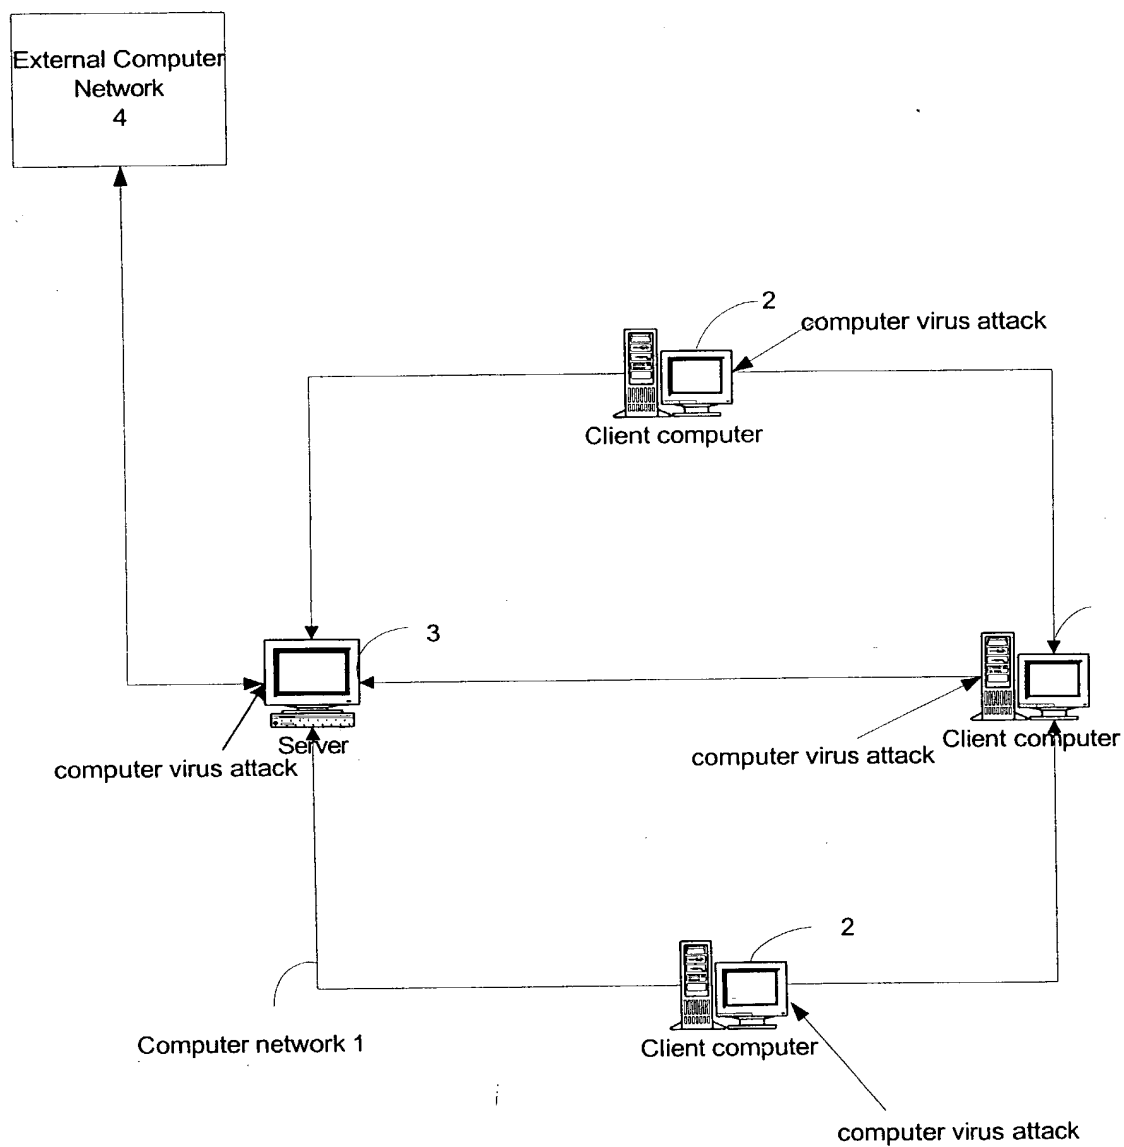 External Computer
Network
4
2
computer virus attack
Client computer
3
Server
computer virus attack
Client computer
computer virus attack
2
Computer network 1
Client computer
computer virus attack